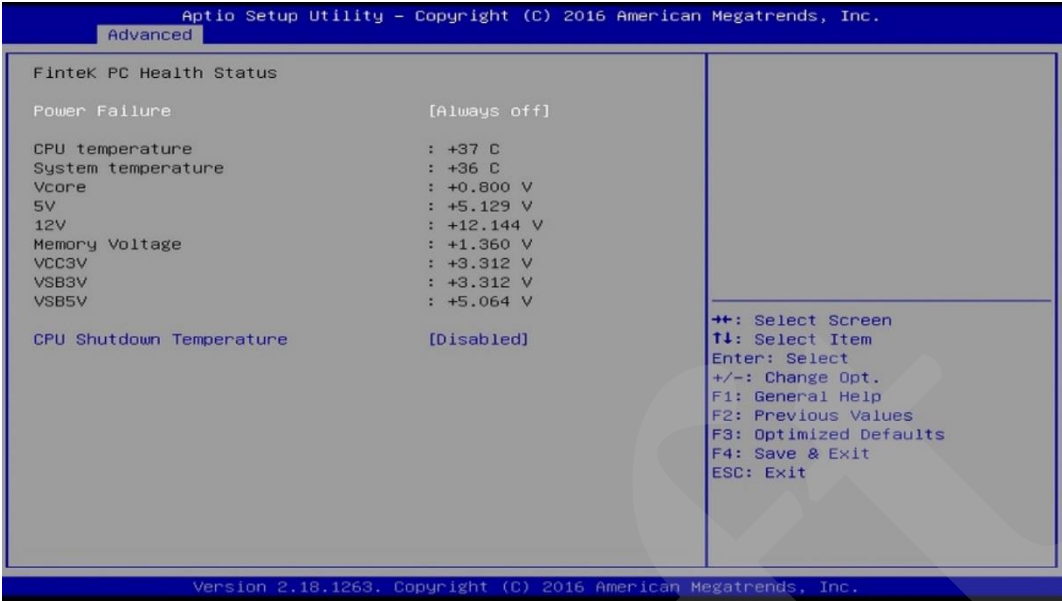 Aptio Setup Utility – Copyright (C) 2016 American Megatrends, Inc.
Advanced
FinteK PC Health Status
Power Failure [Always off]
CPU temperature : +37 C
System temperature : +36 C
Vcore : +0.800 V
5V : +5.129 V
12V : +12.144 V
Memory Voltage : +1.360 V
VCC3V : +3.312 V
VSB3V : +3.312 V
VSB5V : +5.064 V
CPU Shutdown Temperature [Disabled]
→←: Select Screen
↑↓: Select Item
Enter: Select
+/-: Change Opt.
F1: General Help
F2: Previous Values
F3: Optimized Defaults
F4: Save & Exit
ESC: Exit
Version 2.18.1263. Copyright (C) 2016 American Megatrends, Inc.